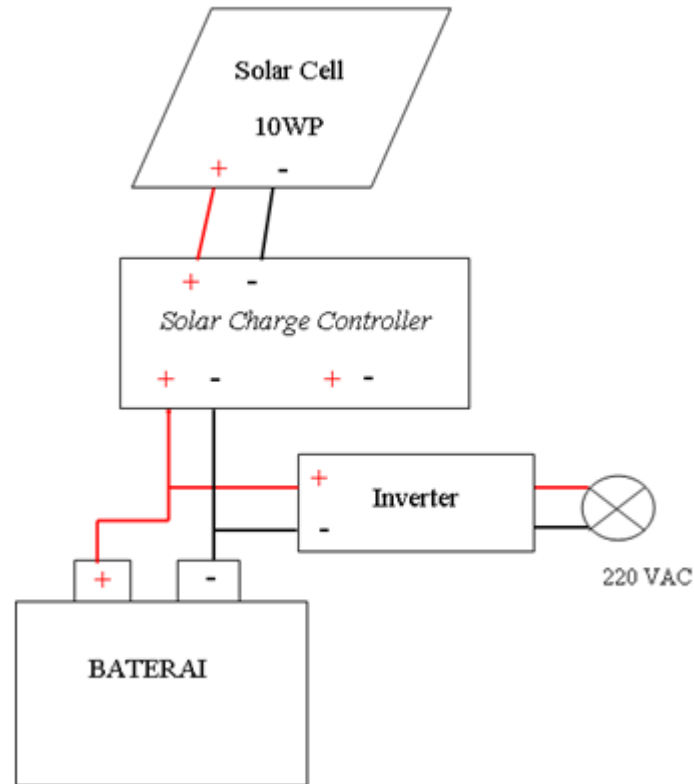 Solar Cell
10WP
+ -
+ -
Solar Charge Controller
+ - + -
+
Inverter
-
220 VAC
+ -
BATERAI